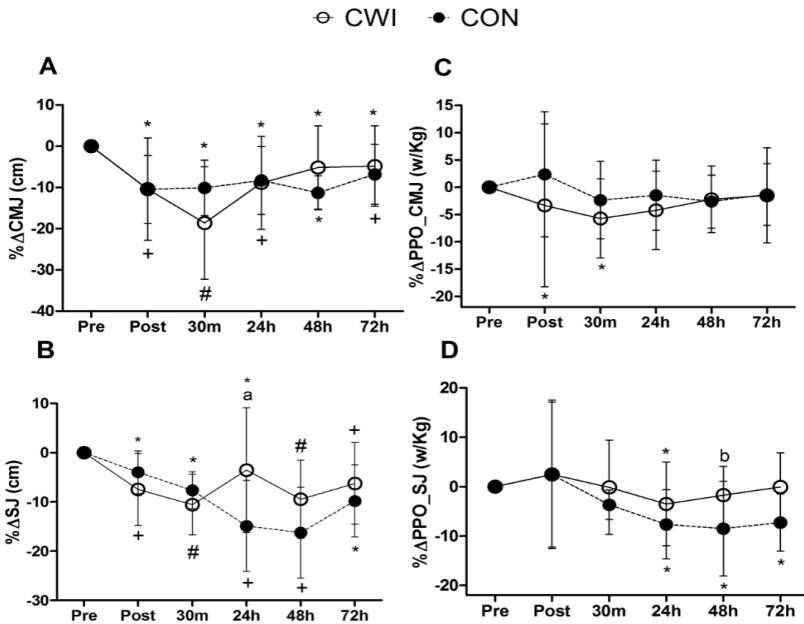 CWI CON
A
%ΔCMJ (cm)
10
0
-10
-20
-30
-40
* * * * *
+ # + * +
Pre Post 30m 24h 48h 72h
B
%ΔSJ (cm)
10
0
-10
-20
-30
* * * a # +
+ # + + *
Pre Post 30m 24h 48h 72h
C
%ΔPPO_CMJ (w/Kg)
15
10
5
0
-5
-10
-15
-20
* *
Pre Post 30m 24h 48h 72h
D
%ΔPPO_SJ (w/Kg)
20
10
0
-10
-20
* b
* * *
Pre Post 30m 24h 48h 72h